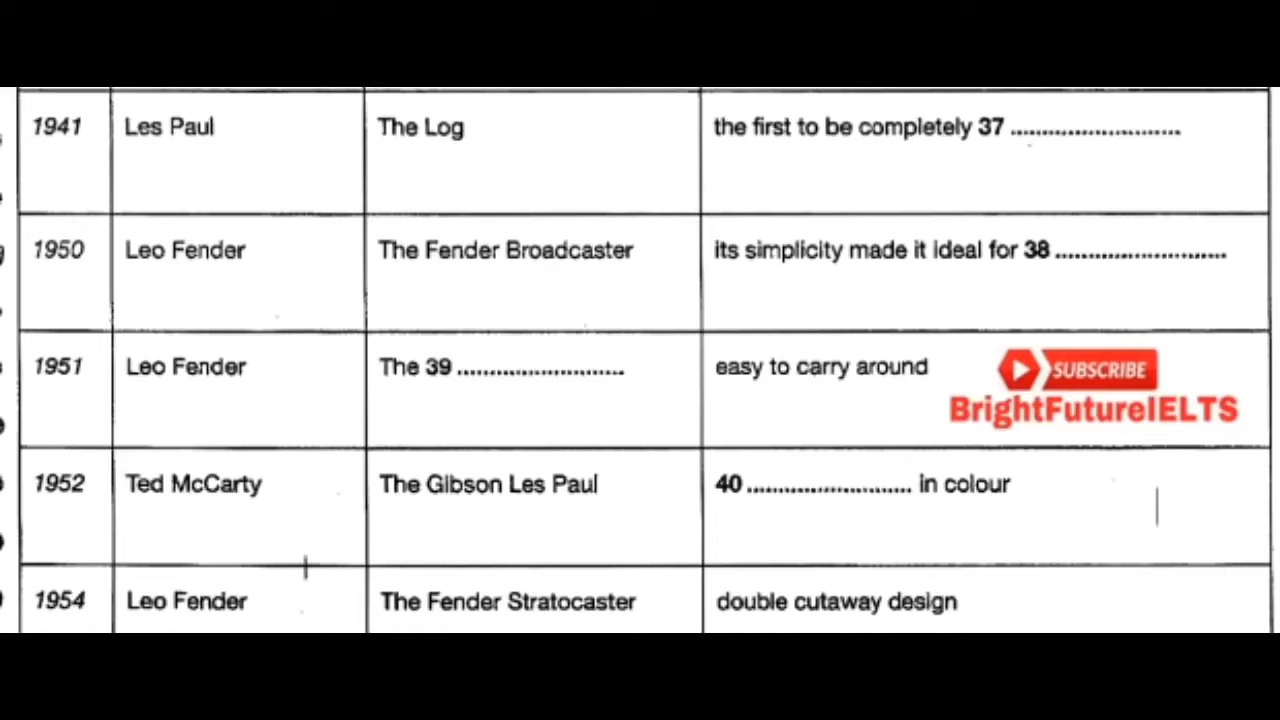 1941 Les Paul The Log the first to be completely 37 ..........................
1950 Leo Fender The Fender Broadcaster its simplicity made it ideal for 38 ..........................
1951 Leo Fender The 39 ......................... easy to carry around
SUBSCRIBE
BrightFutureIELTS
1952 Ted McCarty The Gibson Les Paul 40 ......................... in colour
1954 Leo Fender The Fender Stratocaster double cutaway design